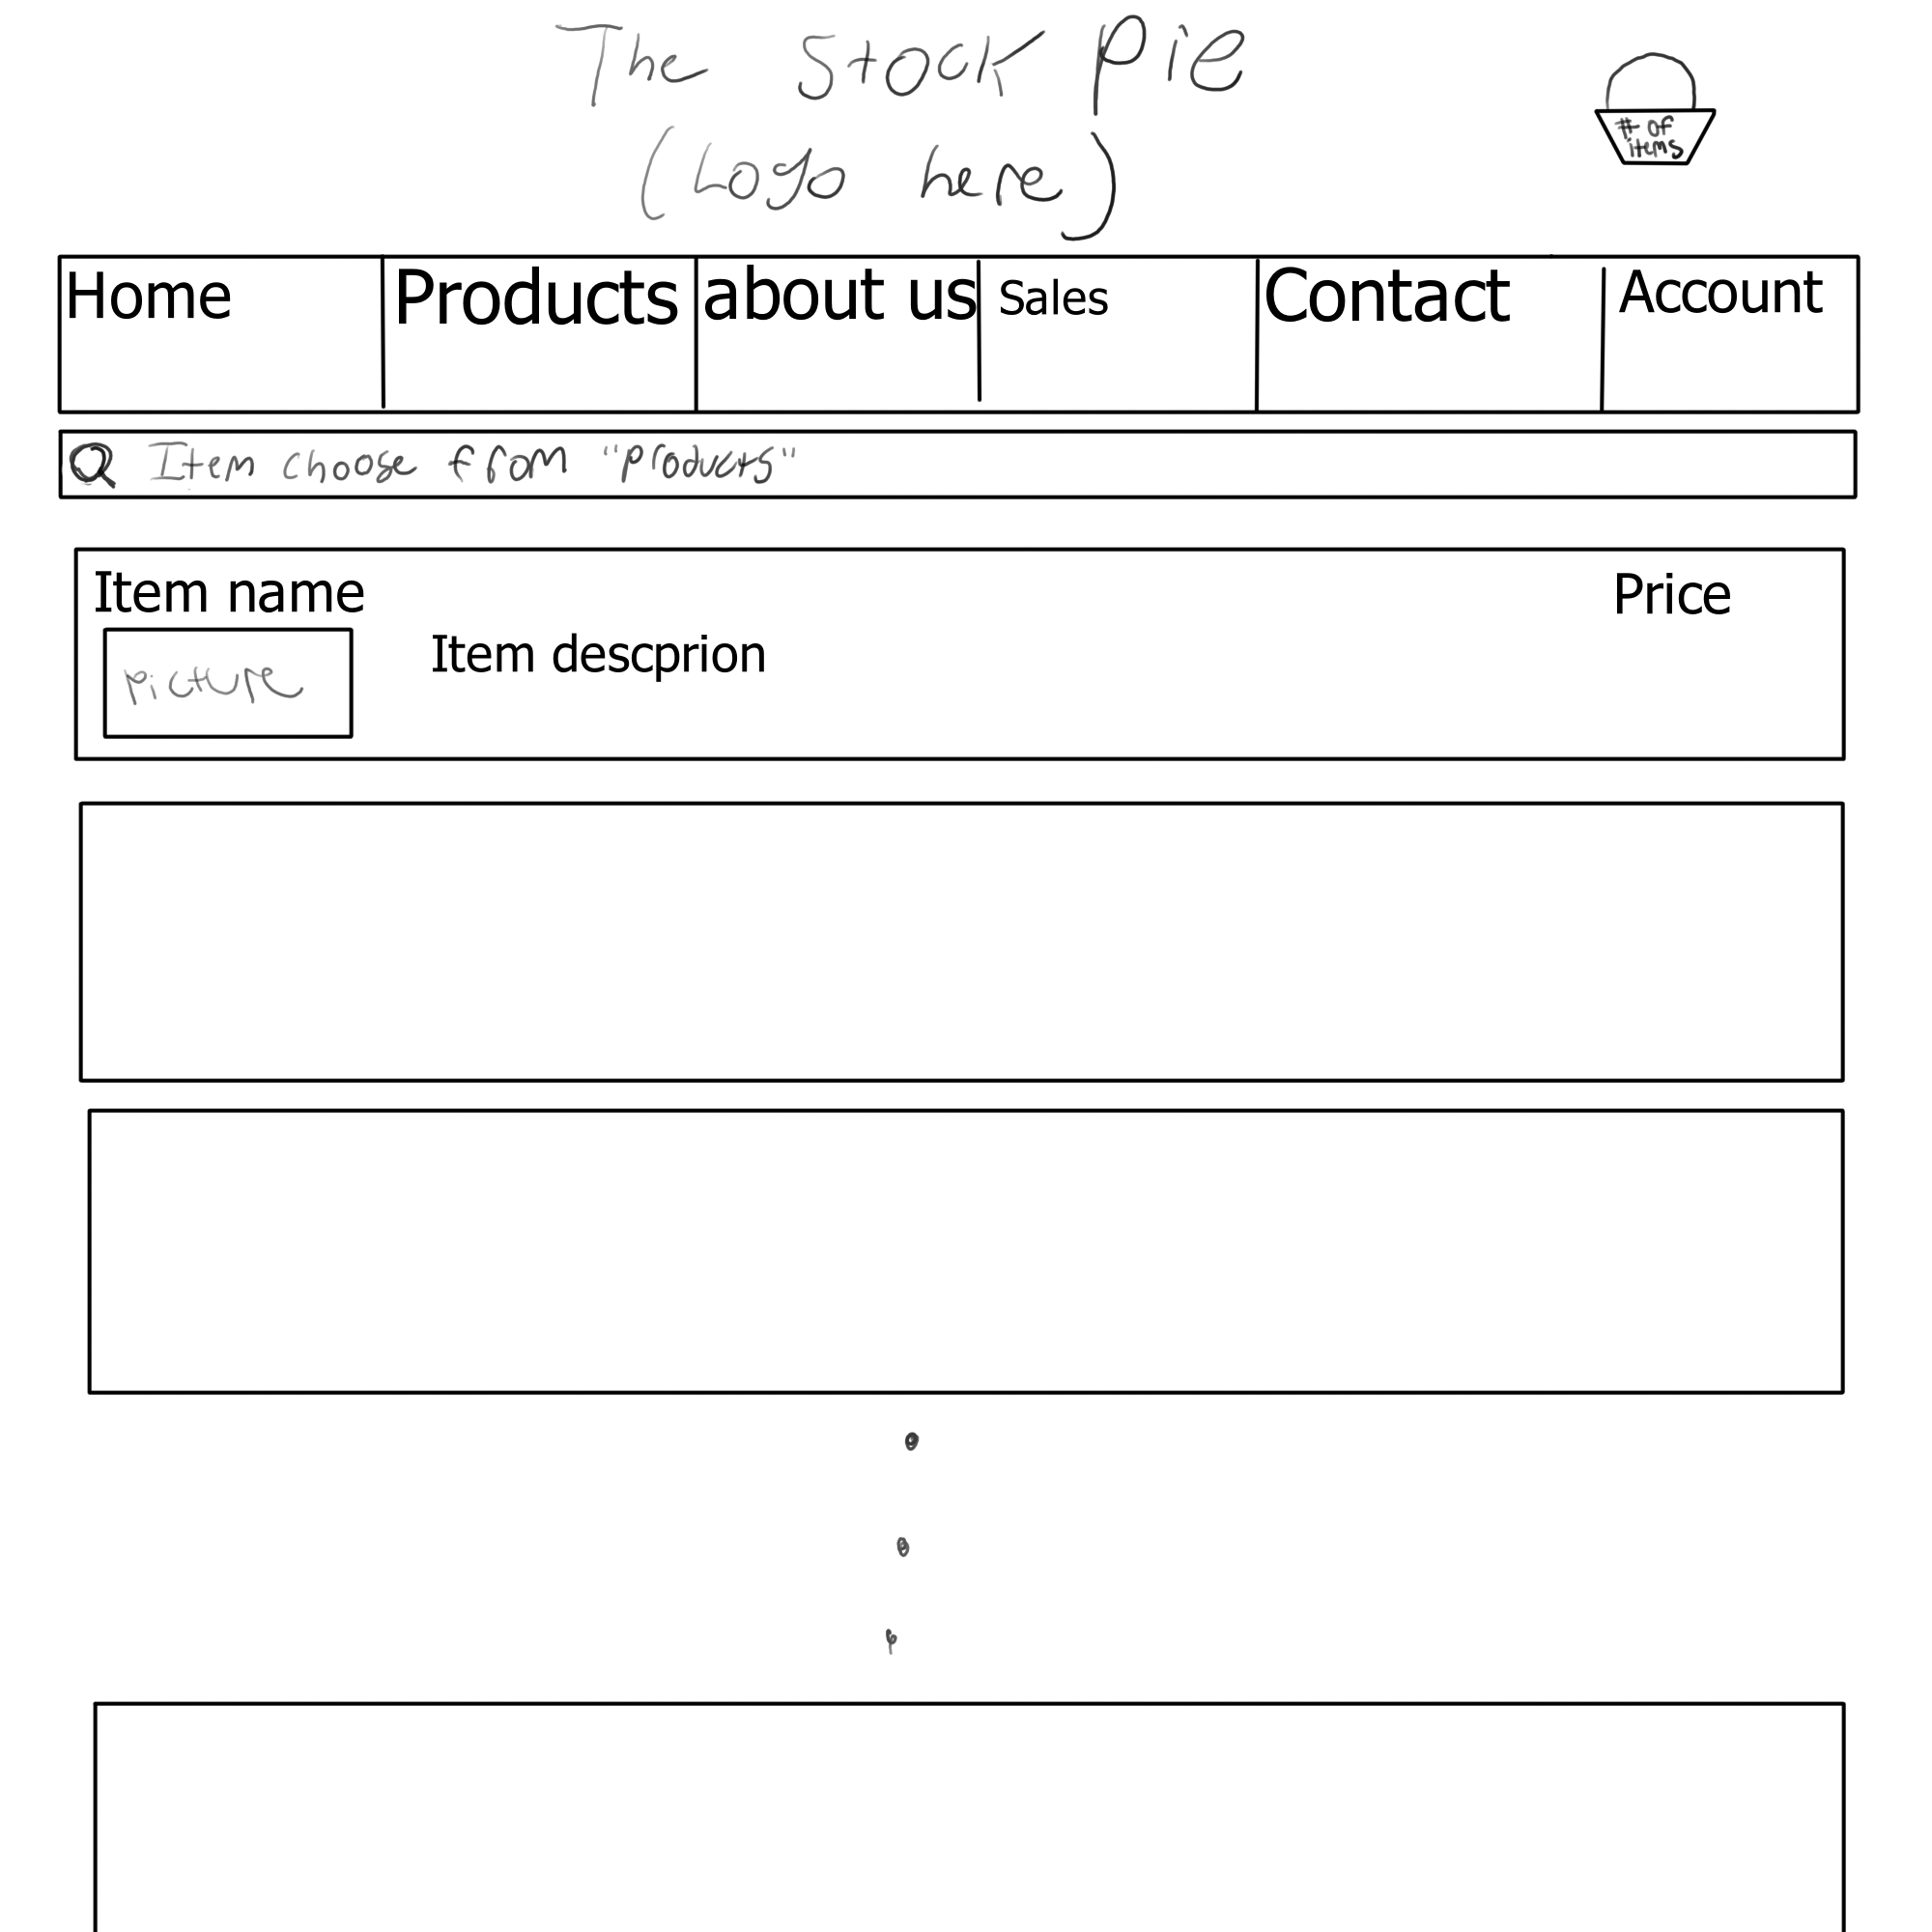 The Stock Pie
(Logo here)
# of
items
Home Products about us Sales Contact Account
Item choose from "Products"
Item name Price
Picture Item descprion